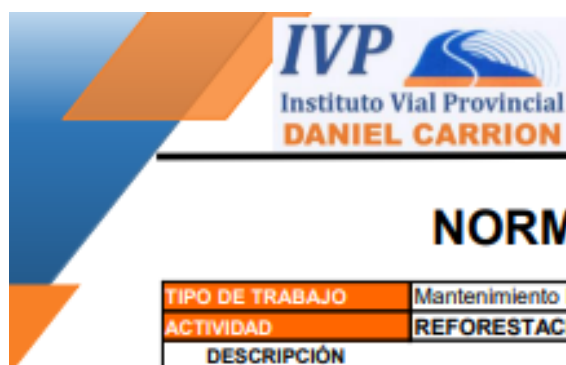 IVP
Instituto Vial Provincial
DANIEL CARRION
NORM
TIPO DE TRABAJO Mantenimiento
ACTIVIDAD REFORESTAC
DESCRIPCIÓN